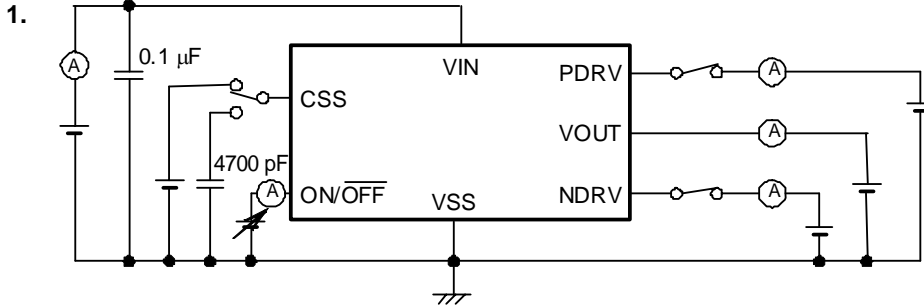 1.
A
0.1 µF
VIN
PDRV
A
CSS
VOUT
A
4700 pF
A
ON/OFF
VSS
NDRV
A